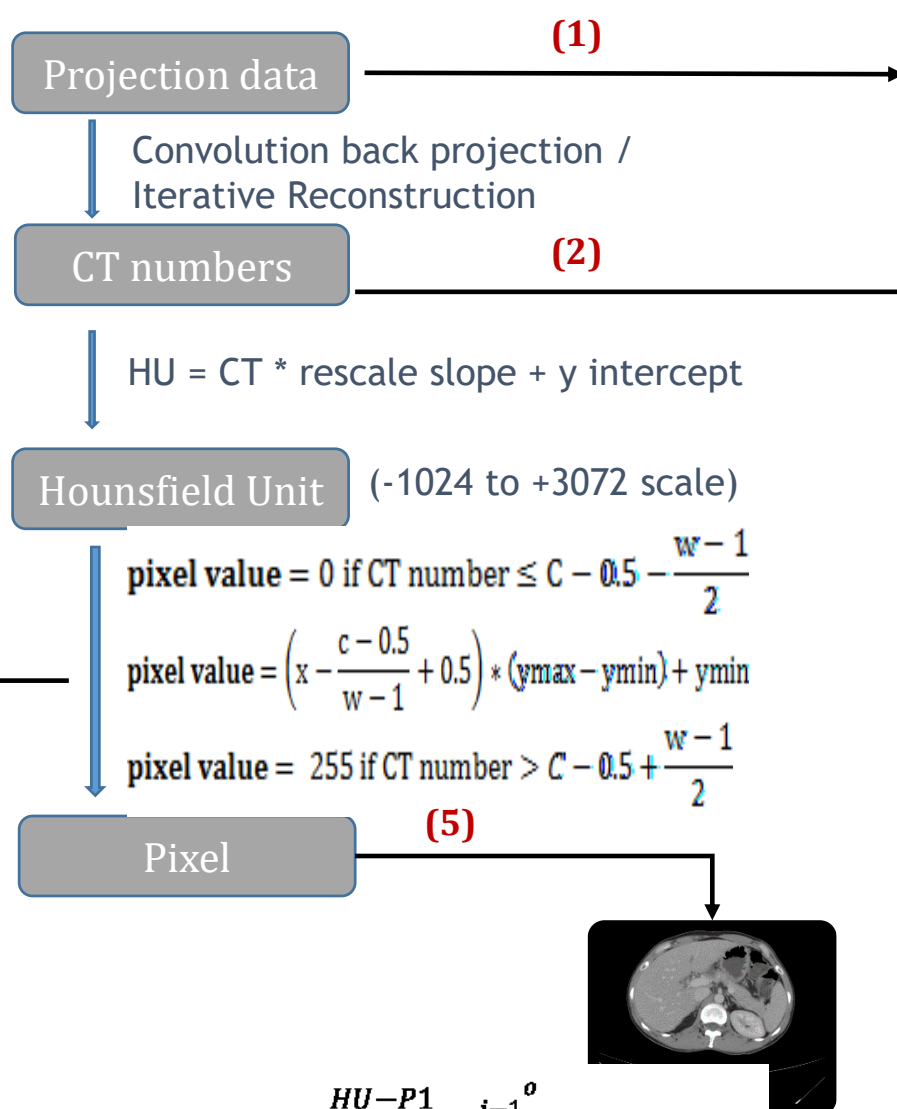 (1)
Projection data
Convolution back projection /
Iterative Reconstruction
CT numbers
(2)
HU = CT * rescale slope + y intercept
Hounsfield Unit (-1024 to +3072 scale)
pixel value = 0 if CT number ≤ C − 0.5 − (w − 1)/2
pixel value = (x − (c − 0.5)/(w − 1) + 0.5) * (ymax − ymin) + ymin
pixel value = 255 if CT number > C − 0.5 + (w − 1)/2
(5)
Pixel
HU−P1 i−1 o